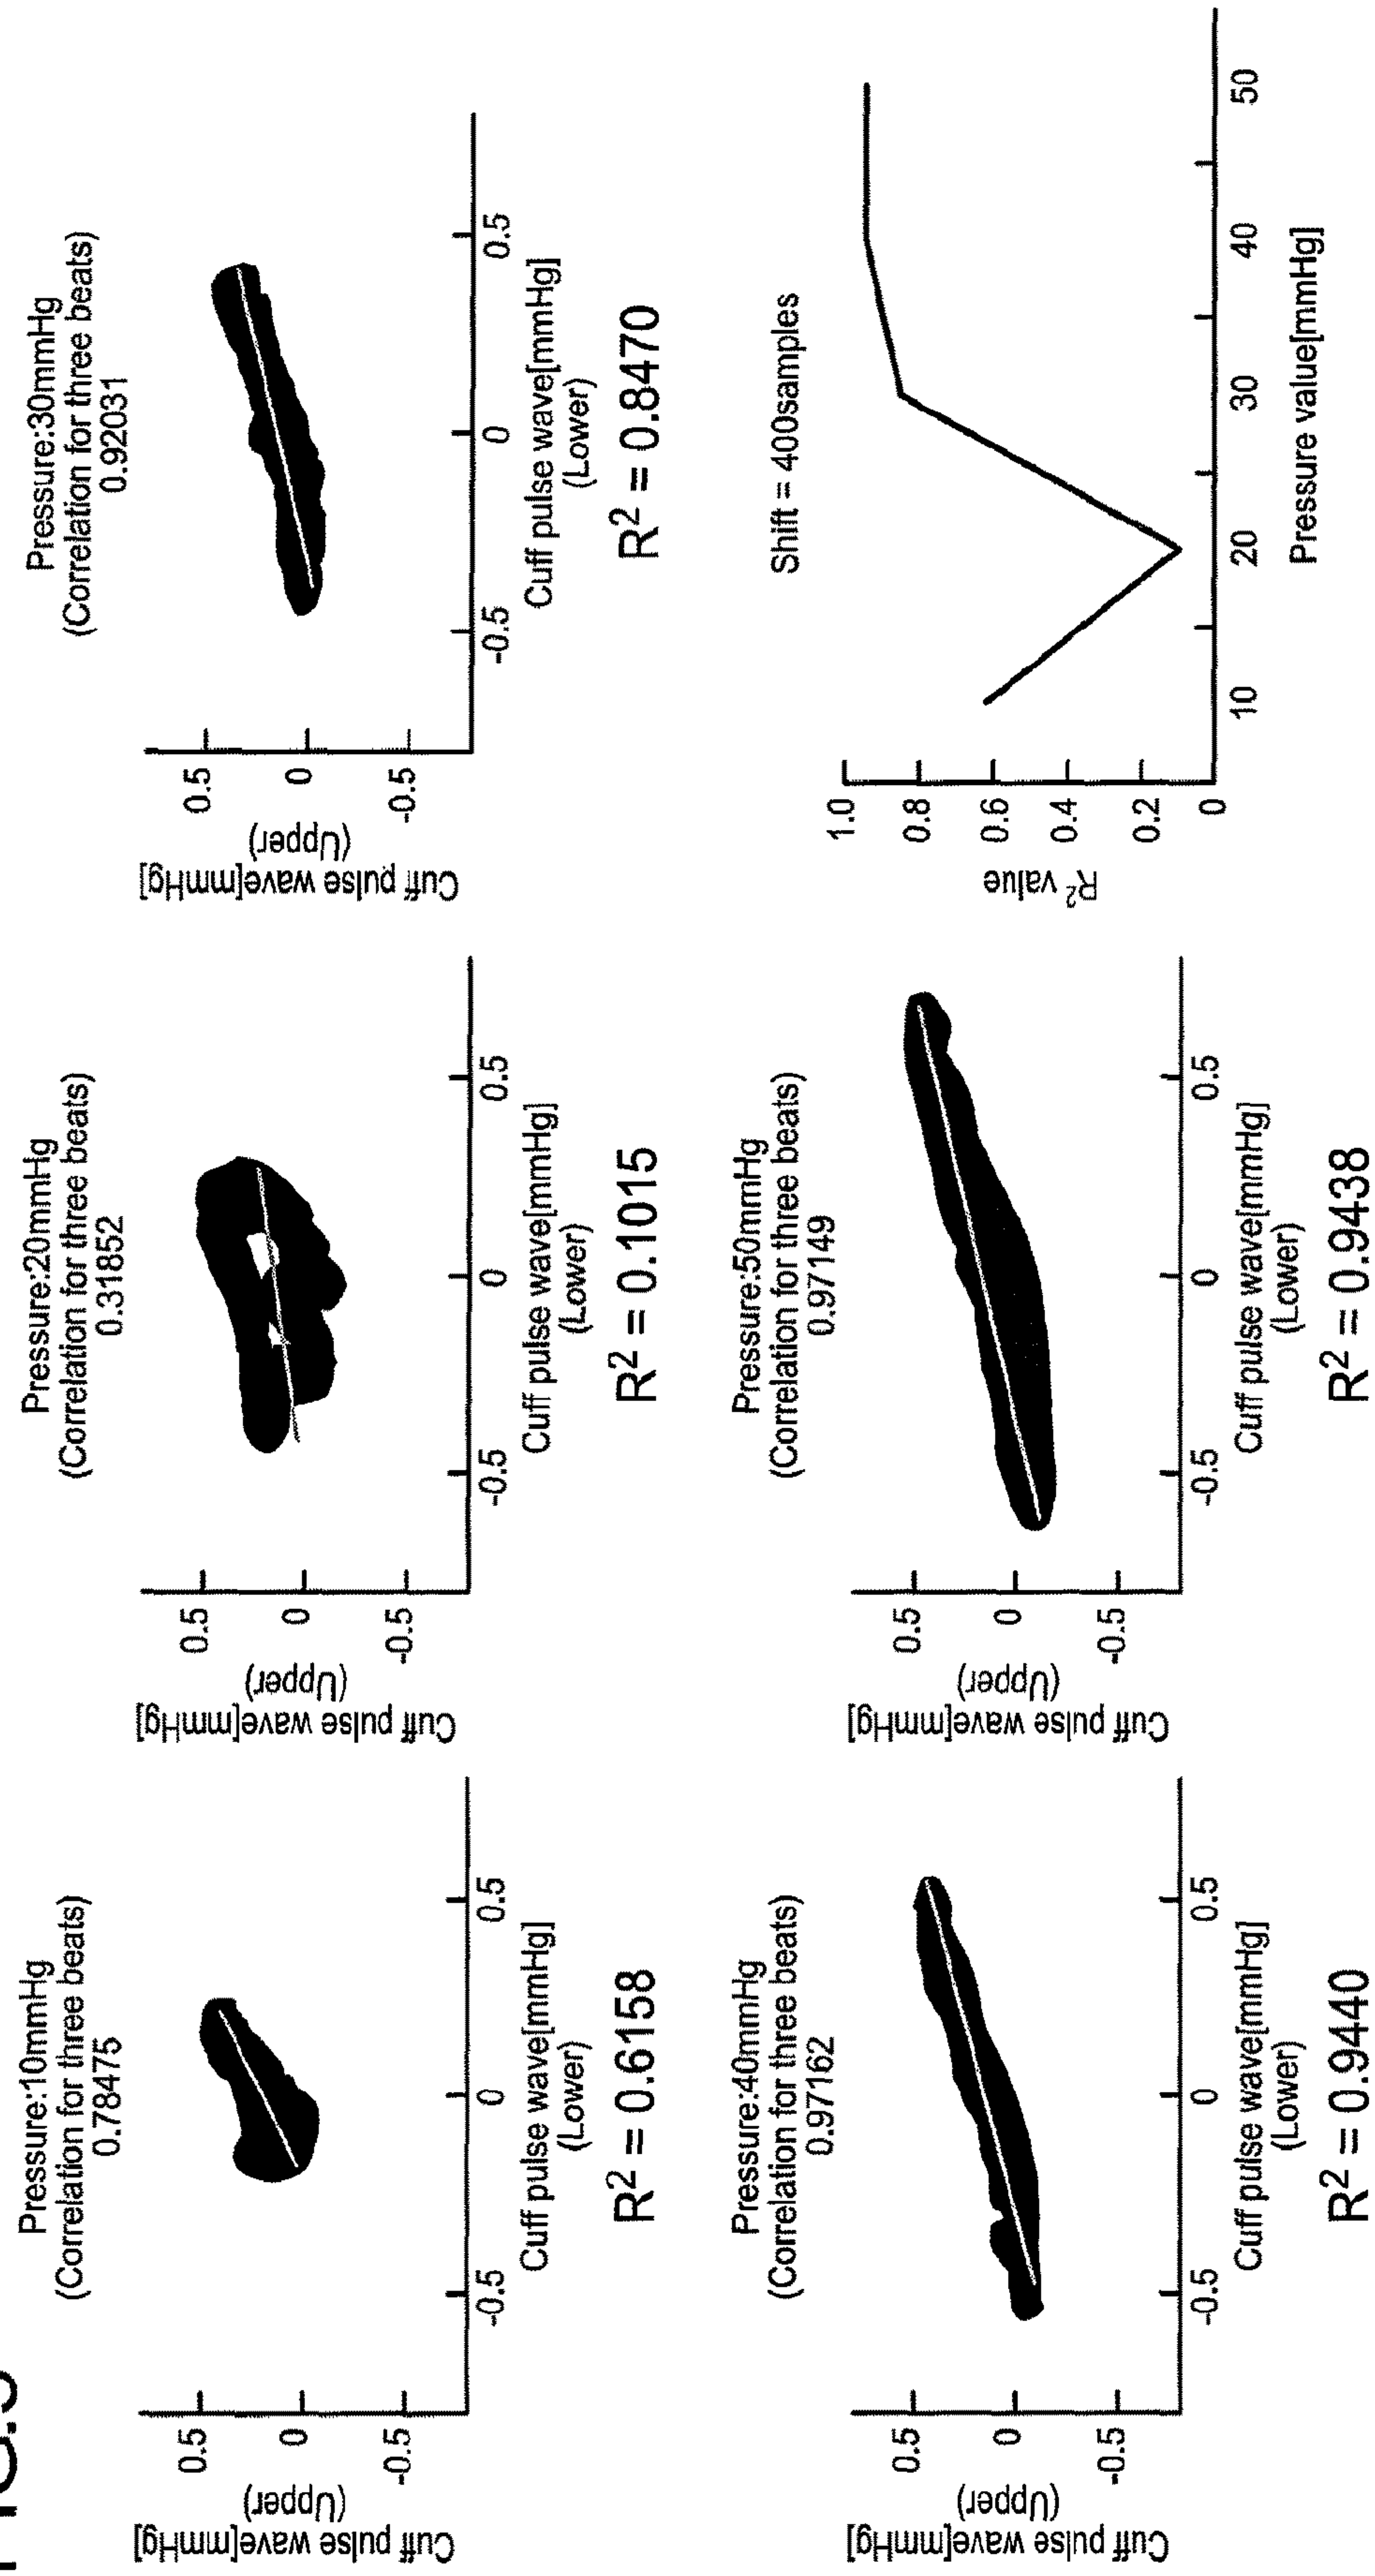 Pressure:10mmHg
(Correlation for three beats)
0.78475
Cuff pulse wave[mmHg]
(Upper)
0.5
0
-0.5
-0.5 0 0.5
Cuff pulse wave[mmHg]
(Lower)
R² = 0.6158
Pressure:20mmHg
(Correlation for three beats)
0.31852
Cuff pulse wave[mmHg]
(Upper)
0.5
0
-0.5
-0.5 0 0.5
Cuff pulse wave[mmHg]
(Lower)
R² = 0.1015
Pressure:30mmHg
(Correlation for three beats)
0.92031
Cuff pulse wave[mmHg]
(Upper)
0.5
0
-0.5
-0.5 0 0.5
Cuff pulse wave[mmHg]
(Lower)
R² = 0.8470
Pressure:40mmHg
(Correlation for three beats)
0.97162
Cuff pulse wave[mmHg]
(Upper)
0.5
0
-0.5
-0.5 0 0.5
Cuff pulse wave[mmHg]
(Lower)
R² = 0.9440
Pressure:50mmHg
(Correlation for three beats)
0.97149
Cuff pulse wave[mmHg]
(Upper)
0.5
0
-0.5
-0.5 0 0.5
Cuff pulse wave[mmHg]
(Lower)
R² = 0.9438
Shift = 400samples
R² value
1.0
0.8
0.6
0.4
0.2
0
10 20 30 40 50
Pressure value[mmHg]